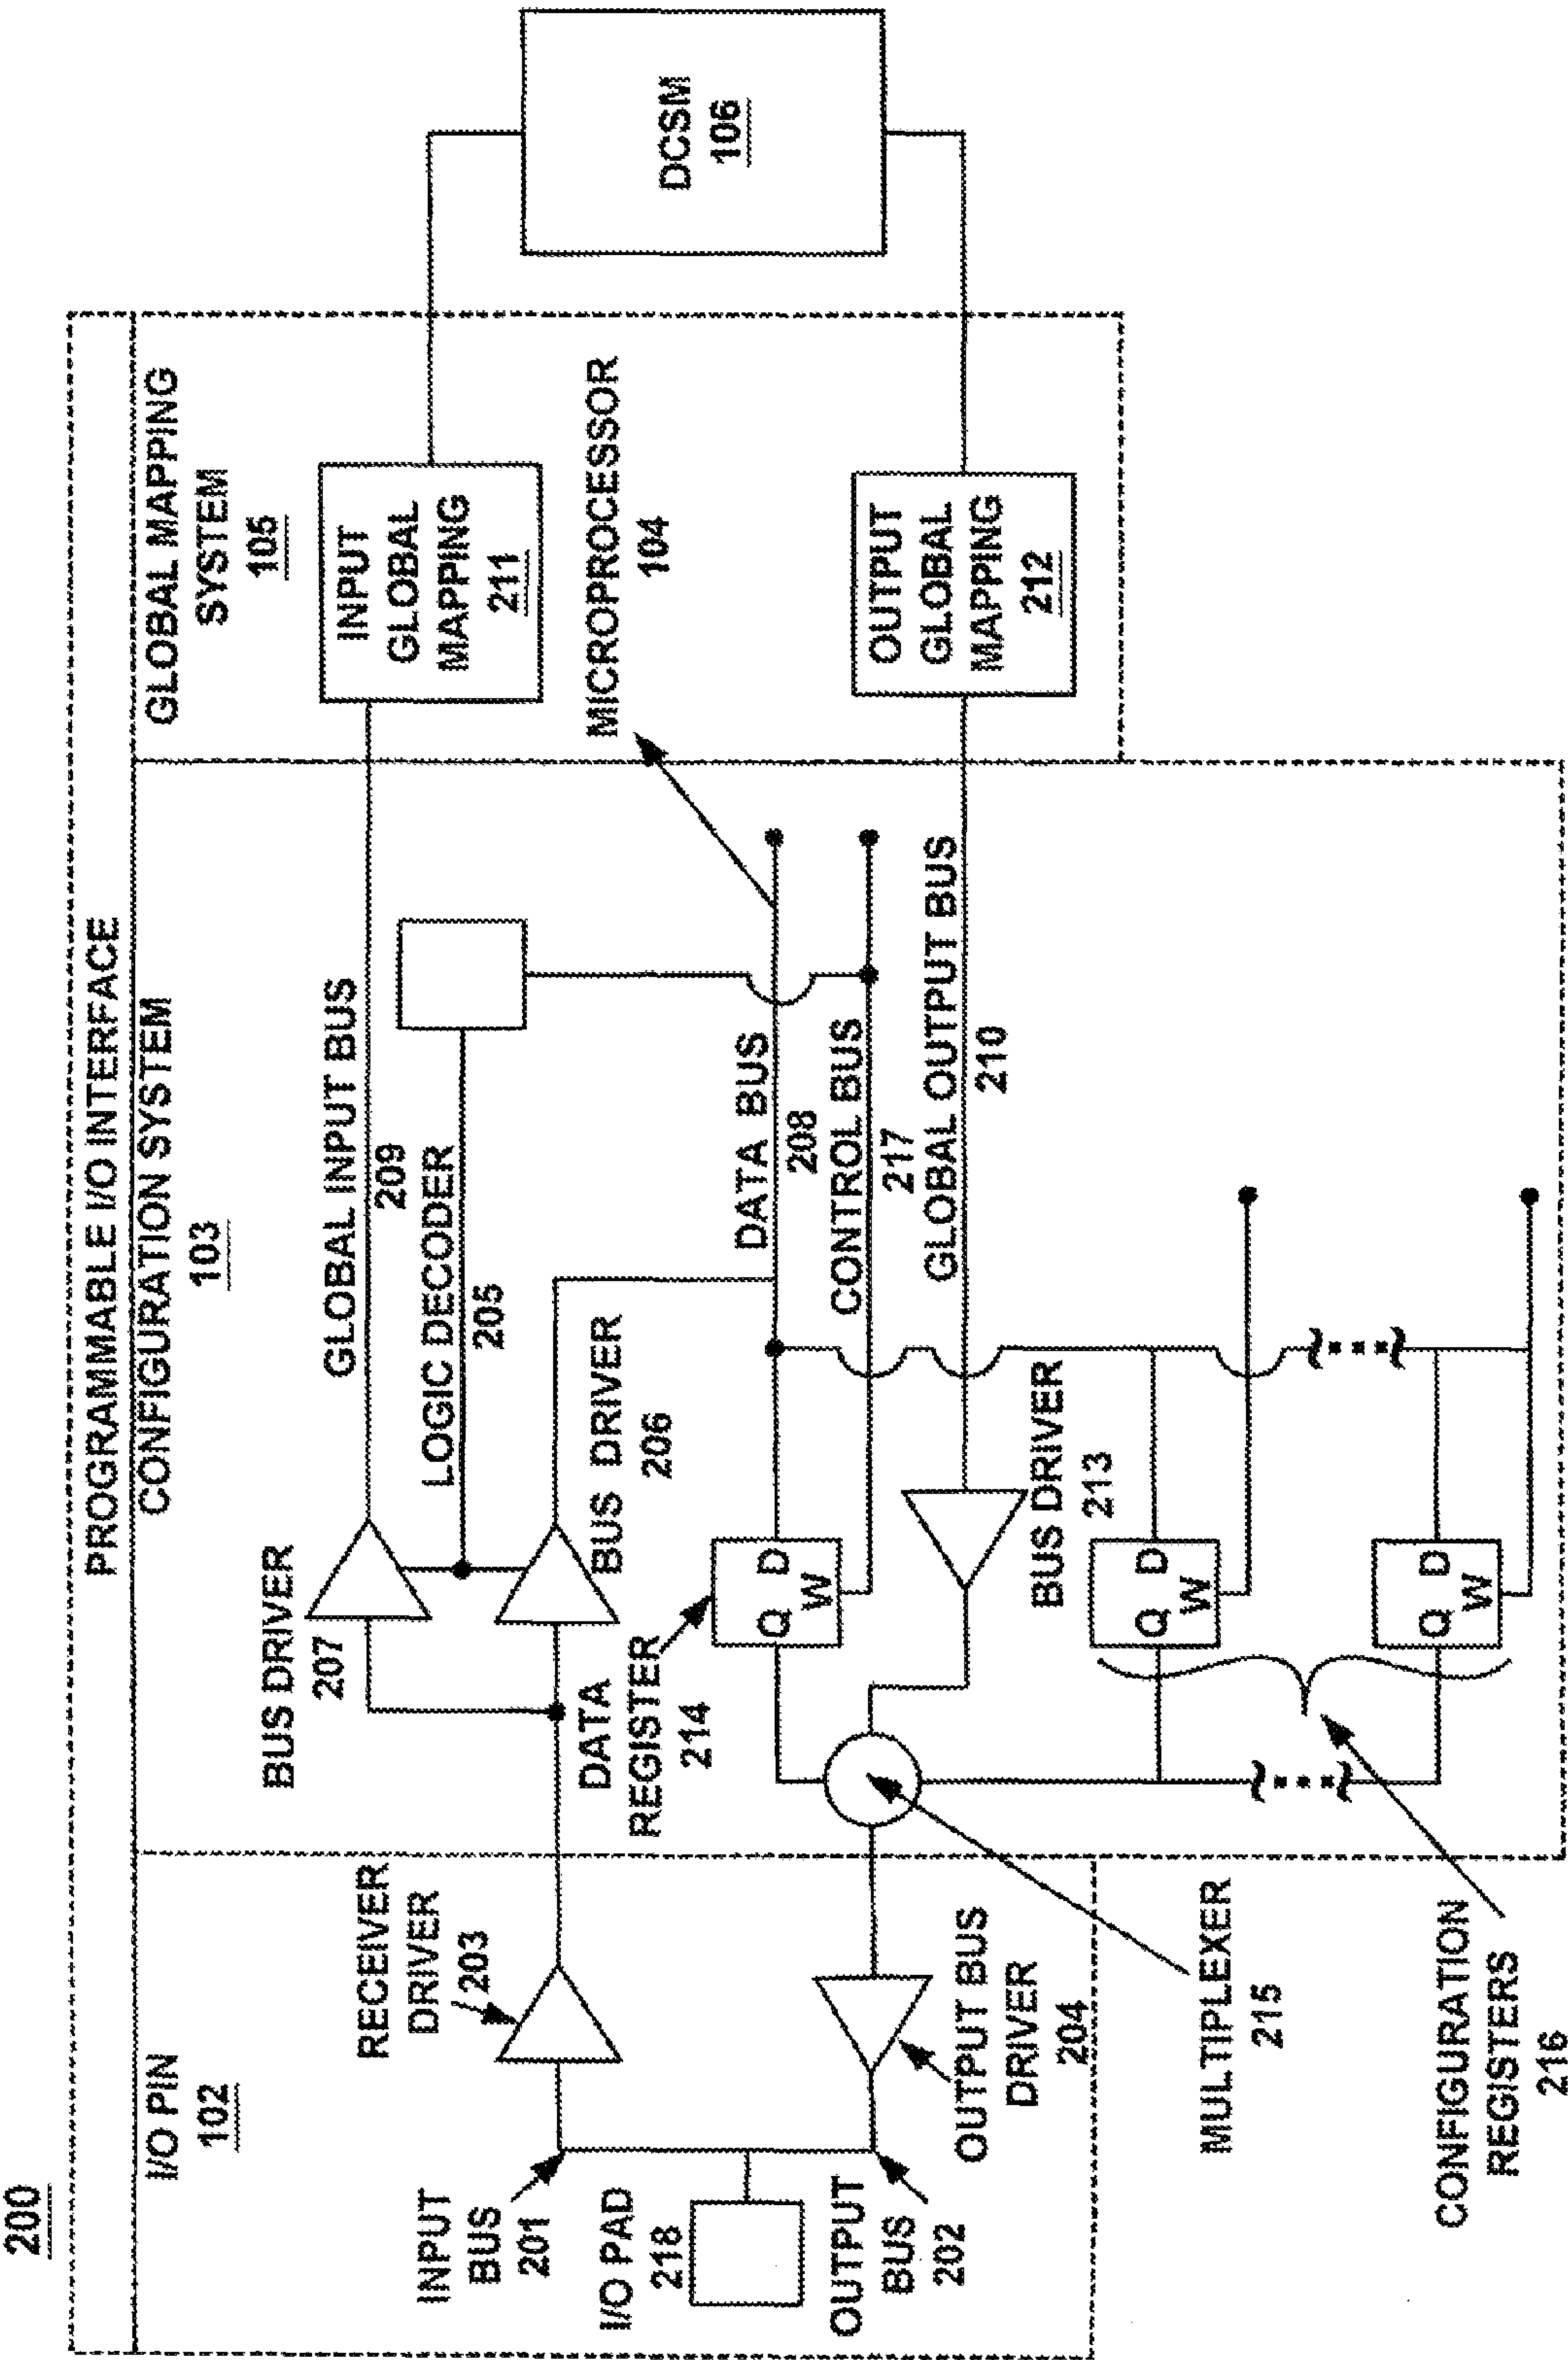 200
PROGRAMMABLE I/O INTERFACE
I/O PIN
102
CONFIGURATION SYSTEM
103
GLOBAL MAPPING
SYSTEM
105
INPUT
BUS
201
I/O PAD
218
OUTPUT
BUS
202
RECEIVER
DRIVER
203
OUTPUT BUS
DRIVER
204
BUS DRIVER
207
BUS DRIVER
206
GLOBAL INPUT BUS
209
LOGIC DECODER
205
DATA
REGISTER
214
Q D
W
DATA BUS
208
CONTROL BUS
217
GLOBAL OUTPUT BUS
210
BUS DRIVER
213
Q D
W
Q D
W
MULTIPLEXER
215
CONFIGURATION
REGISTERS
216
INPUT
GLOBAL
MAPPING
211
MICROPROCESSOR
104
OUTPUT
GLOBAL
MAPPING
212
DCSM
106